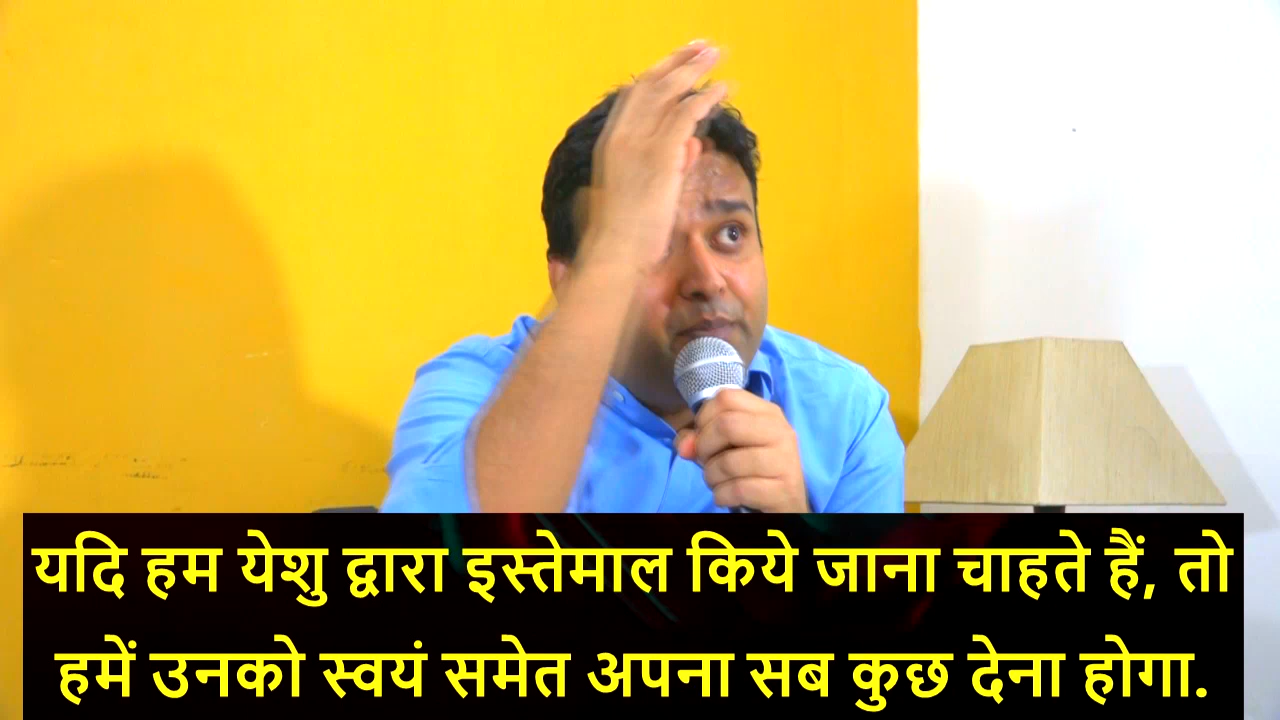 यदि हम येशु द्वारा इस्तेमाल किये जाना चाहते हैं, तो
हमें उनको स्वयं समेत अपना सब कुछ देना होगा.